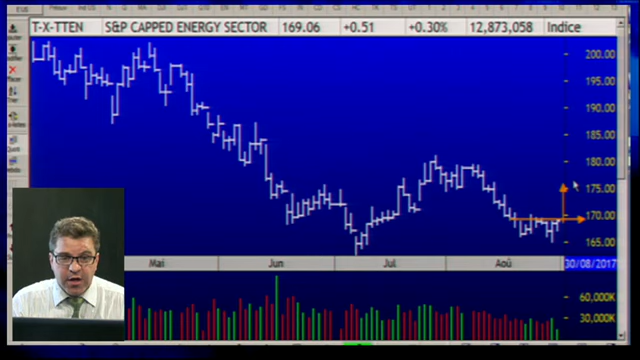 T-X-TTEN S&P CAPPED ENERGY SECTOR 169.06 +0.51 +0.30% 12,873,058 Indice
200.00
195.00
190.00
185.00
180.00
175.00
170.00
165.00
Mai Jun Jul Aoû 30/08/2017
60,000K
30,000K